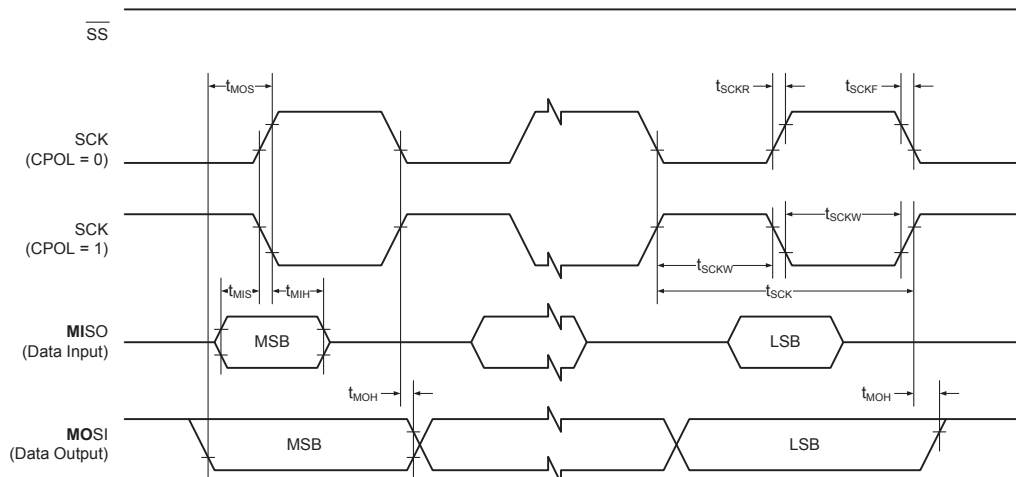 SS
tMOS
tSCKR
tSCKF
SCK
(CPOL = 0)
SCK
(CPOL = 1)
tSCKW
tSCKW
tMIS
tMIH
tSCK
MISO
(Data Input)
MSB
LSB
tMOH
tMOH
MOSI
(Data Output)
MSB
LSB